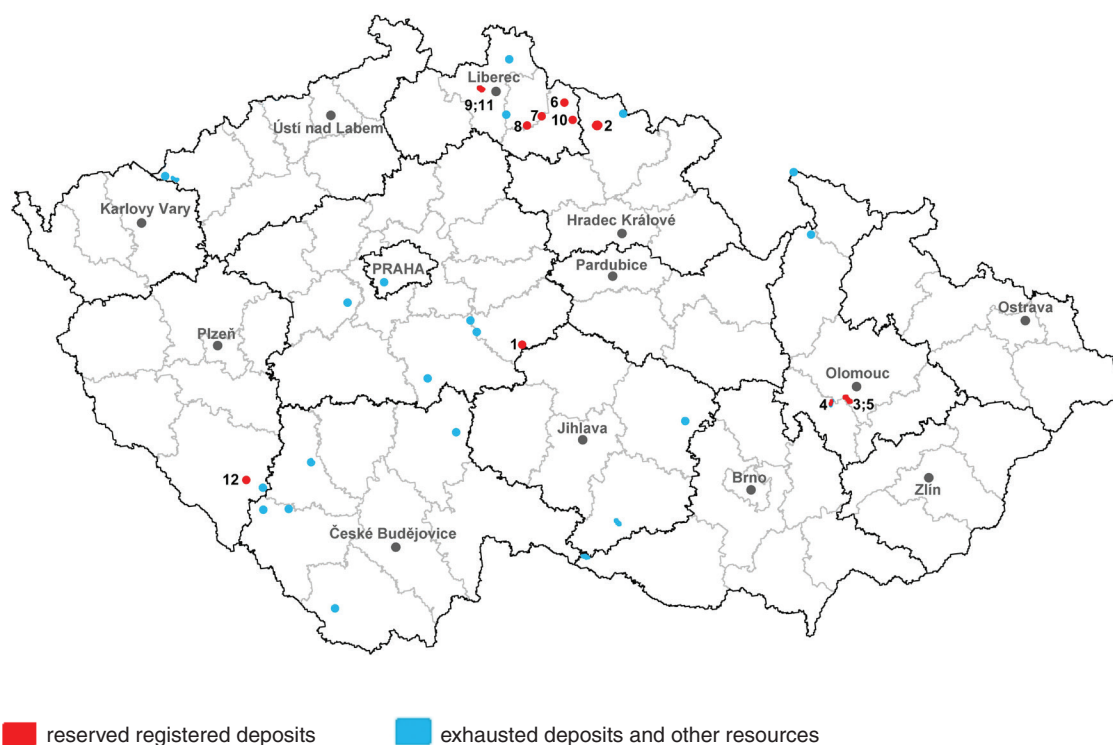 Liberec
9;11
6
7
8
10
2
Ústí nad Labem
Karlovy Vary
Hradec Králové
PRAHA
Pardubice
Plzeň
1
Ostrava
Olomouc
4
3;5
Jihlava
12
Brno
Zlín
České Budějovice
reserved registered deposits
exhausted deposits and other resources